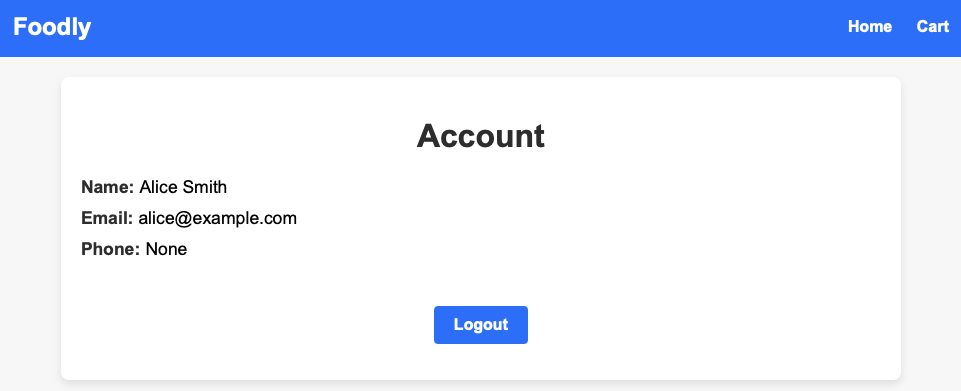 Foodly
Home
Cart
Account
Name: Alice Smith
Email: alice@example.com
Phone: None
Logout